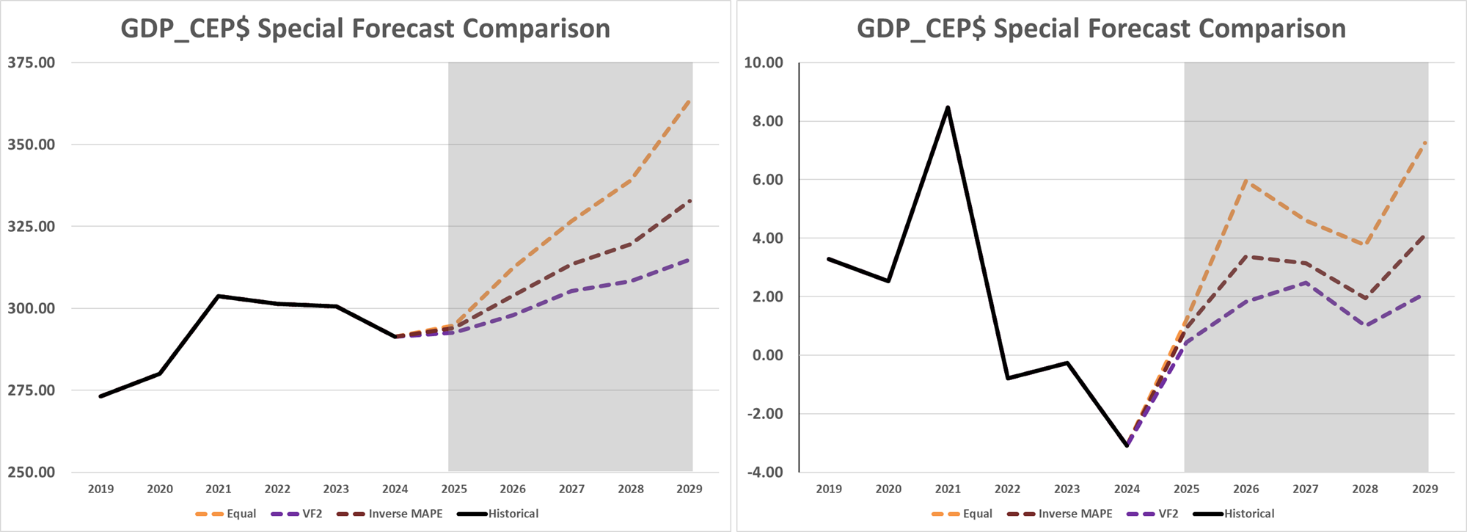 GDP_CEP$ Special Forecast Comparison
375.00
350.00
325.00
300.00
275.00
250.00
2019 2020 2021 2022 2023 2024 2025 2026 2027 2028 2029
Equal VF2 Inverse MAPE Historical
GDP_CEP$ Special Forecast Comparison
10.00
8.00
6.00
4.00
2.00
0.00
-2.00
-4.00
2019 2020 2021 2022 2023 2024 2025 2026 2027 2028 2029
Equal Inverse MAPE VF2 Historical